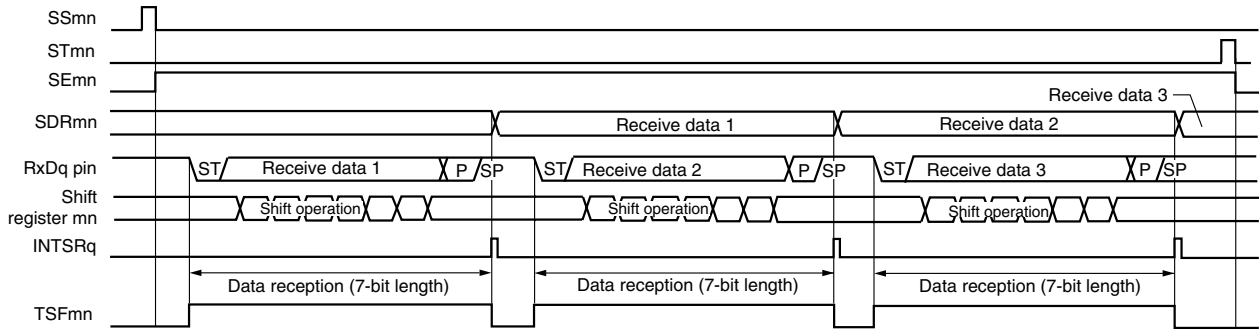 SSmn
STmn
SEmn
Receive data 3
SDRmn Receive data 1 Receive data 2
RxDq pin ST Receive data 1 P SP ST Receive data 2 P SP ST Receive data 3 P SP
Shift
register mn Shift operation Shift operation Shift operation
INTSRq
Data reception (7-bit length) Data reception (7-bit length) Data reception (7-bit length)
TSFmn